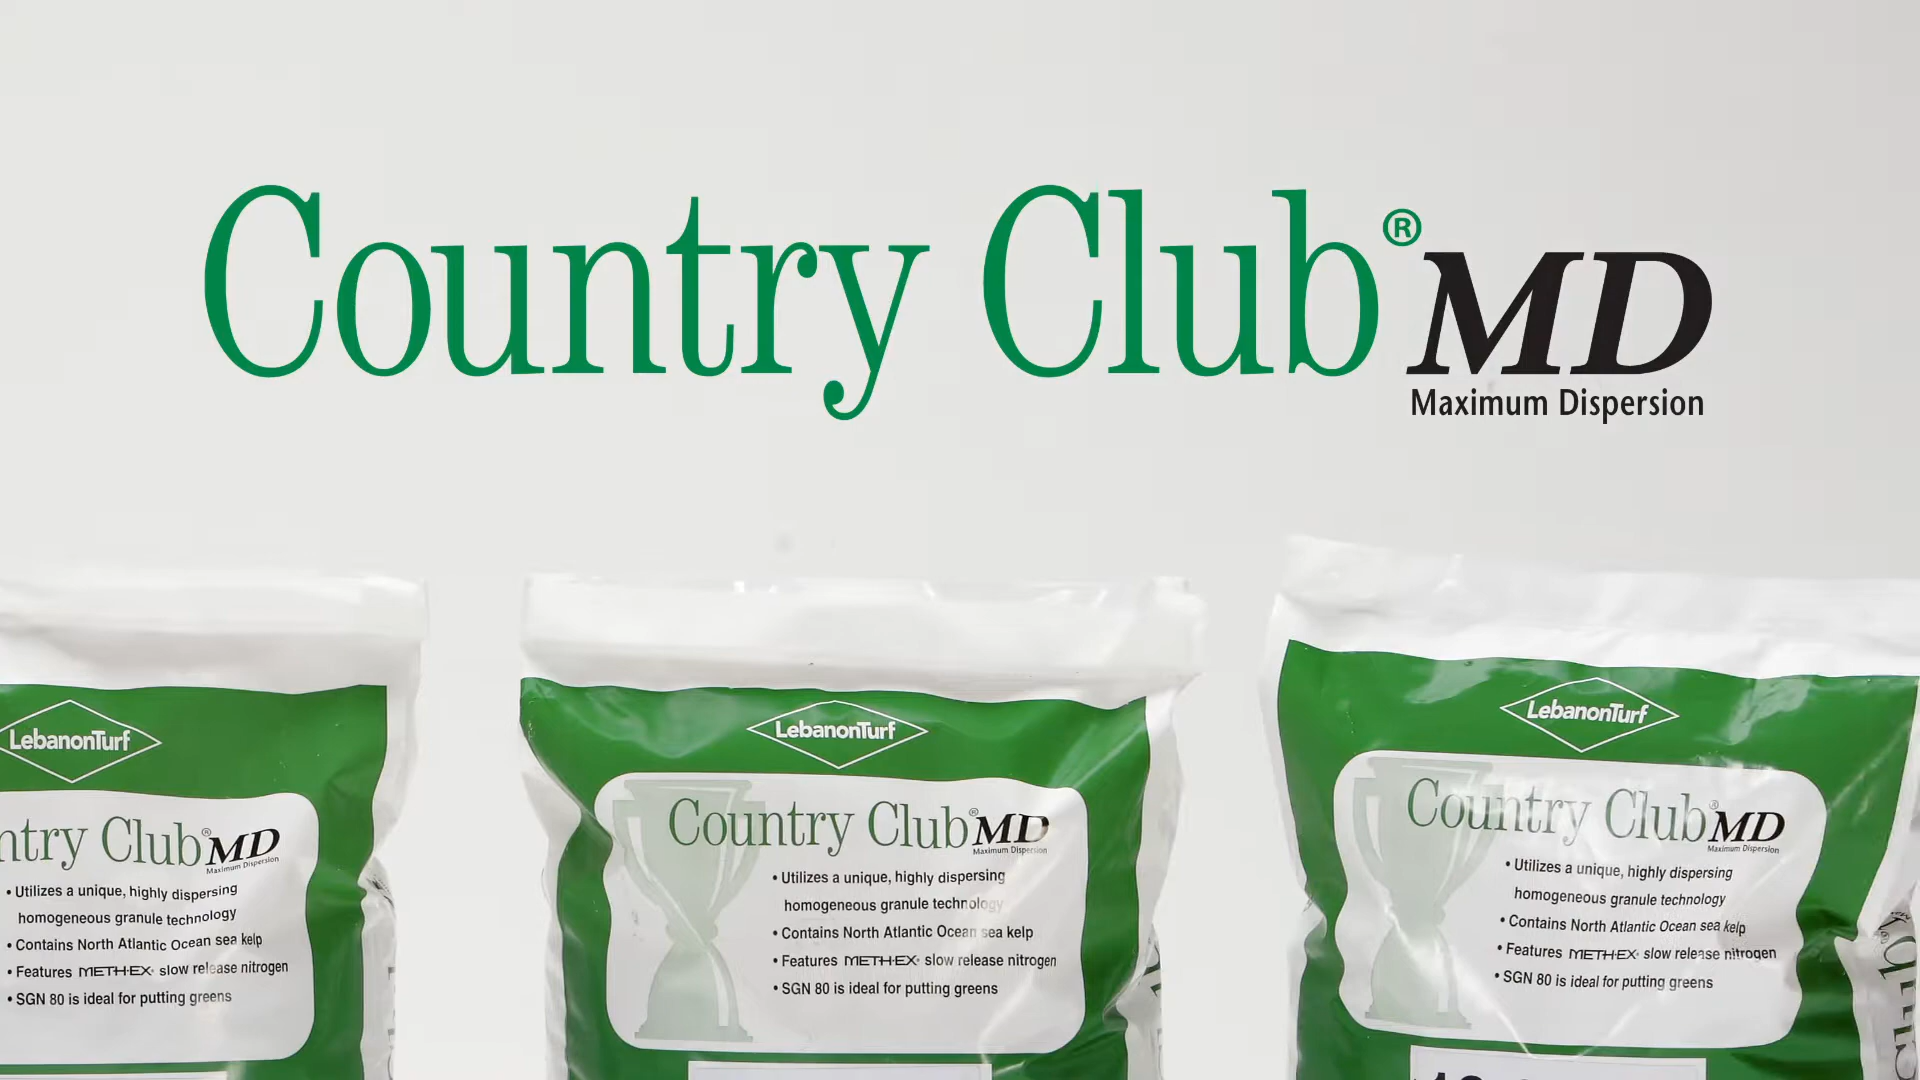 Country Club® MD
Maximum Dispersion
LebanonTurf
Club® MD
Maximum Dispersion
• Utilizes a unique, highly dispersing
homogeneous granule technology
• Contains North Atlantic Ocean sea kelp
• Features METH-EX® slow release nitrogen
• SGN 80 is ideal for putting greens
LebanonTurf
Country Club® MD
Maximum Dispersion
• Utilizes a unique, highly dispersing
homogeneous granule technology
• Contains North Atlantic Ocean sea kelp
• Features METH-EX® slow release nitrogen
• SGN 80 is ideal for putting greens
LebanonTurf
Country Club® MD
Maximum Dispersion
• Utilizes a unique, highly dispersing
homogeneous granule technology
• Contains North Atlantic Ocean sea kelp
• Features METH-EX® slow release nitrogen
• SGN 80 is ideal for putting greens